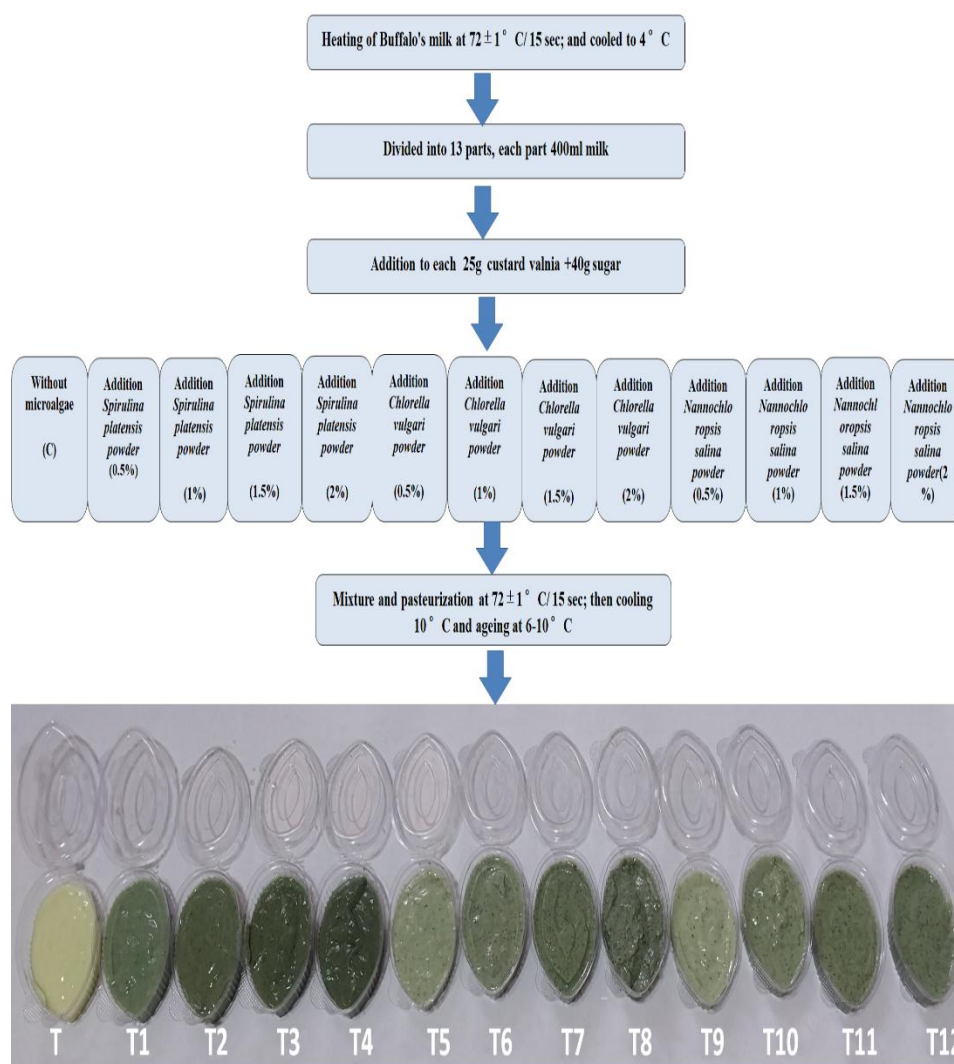 Heating of Buffalo's milk at 72±1° C/ 15 sec; and cooled to 4° C
Divided into 13 parts, each part 400ml milk
Addition to each 25g custard valnia +40g sugar
Without
microalgae
(C)
Addition
Spirulina
platensis
powder
(0.5%)
Addition
Spirulina
platensis
powder
(1%)
Addition
Spirulina
platensis
powder
(1.5%)
Addition
Spirulina
platensis
powder
(2%)
Addition
Chlorella
vulgari
powder
(0.5%)
Addition
Chlorella
vulgari
powder
(1%)
Addition
Chlorella
vulgari
powder
(1.5%)
Addition
Chlorella
vulgari
powder
(2%)
Addition
Nannochlo
ropsis
salina
powder
(0.5%)
Addition
Nannochlo
ropsis
salina
powder
(1%)
Addition
Nannochl
oropsis
salina
powder
(1.5%)
Addition
Nannochlo
ropsis
salina
powder(2
%)
Mixture and pasteurization at 72±1° C/ 15 sec; then cooling
10° C and ageing at 6-10° C
T T1 T2 T3 T4 T5 T6 T7 T8 T9 T10 T11 T12